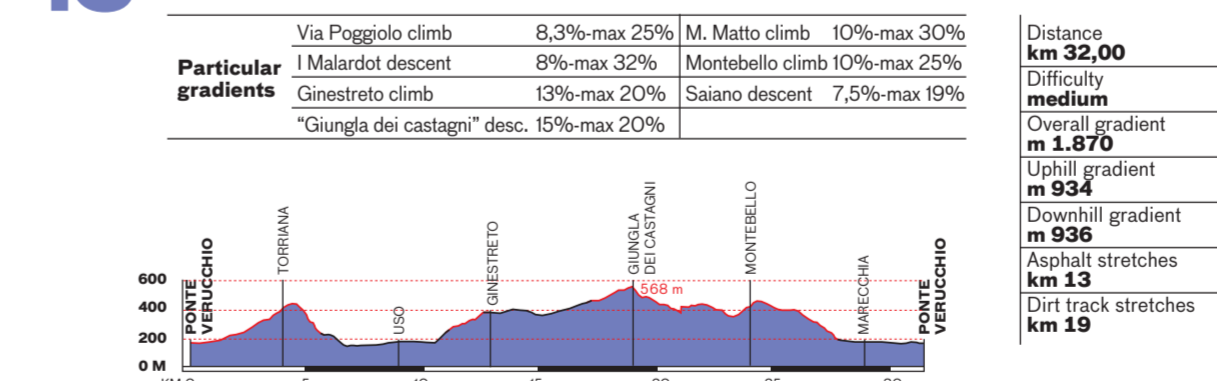 Particular
gradients
Via Poggiolo climb 8,3%-max 25% M. Matto climb 10%-max 30%
I Malardot descent 8%-max 32% Montebello climb 10%-max 25%
Ginestreto climb 13%-max 20% Saiano descent 7,5%-max 19%
"Giungla dei castagni" desc. 15%-max 20%
Distance
km 32,00
Difficulty
medium
Overall gradient
m 1.870
Uphill gradient
m 934
Downhill gradient
m 936
Asphalt stretches
km 13
Dirt track stretches
km 19
600
400
200
0 M
PONTE
VERUCCHIO
TORRIANA
USO
GINESTRETO
GIUNGLA
DEI CASTAGNI
568 m
MONTEBELLO
MARECCHIA
PONTE
VERUCCHIO